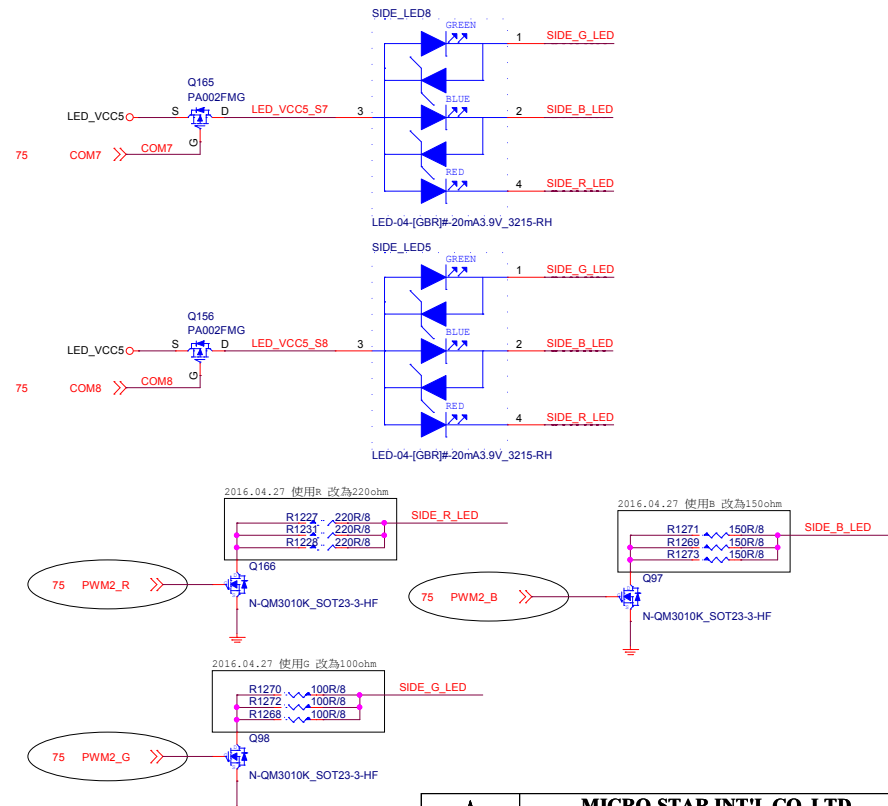 SIDE_LED8
GREEN
1 SIDE_G_LED
Q165
PA002FMG
BLUE
LED_VCC5 S D LED_VCC5_S7 3 2 SIDE_B_LED
G
75 COM7 COM7
RED
4 SIDE_R_LED
LED-04-[GBR]#-20mA3.9V_3215-RH
SIDE_LED5
GREEN
1 SIDE_G_LED
Q156
PA002FMG
BLUE
LED_VCC5 S D LED_VCC5_S8 3 2 SIDE_B_LED
G
75 COM8 COM8
RED
4 SIDE_R_LED
LED-04-[GBR]#-20mA3.9V_3215-RH
2016.04.27 使用R 改為220ohm
R1227 220R/8 SIDE_R_LED
R1231 220R/8
R1228 220R/8
Q166
75 PWM2_R
N-QM3010K_SOT23-3-HF
2016.04.27 使用B 改為150ohm
R1271 150R/8 SIDE_B_LED
R1269 150R/8
R1273 150R/8
Q97
75 PWM2_B
N-QM3010K_SOT23-3-HF
2016.04.27 使用G 改為100ohm
R1270 100R/8 SIDE_G_LED
R1272 100R/8
R1268 100R/8
Q98
75 PWM2_G
N-QM3010K_SOT23-3-HF
MICRO-STAR INT'L CO.,LTD